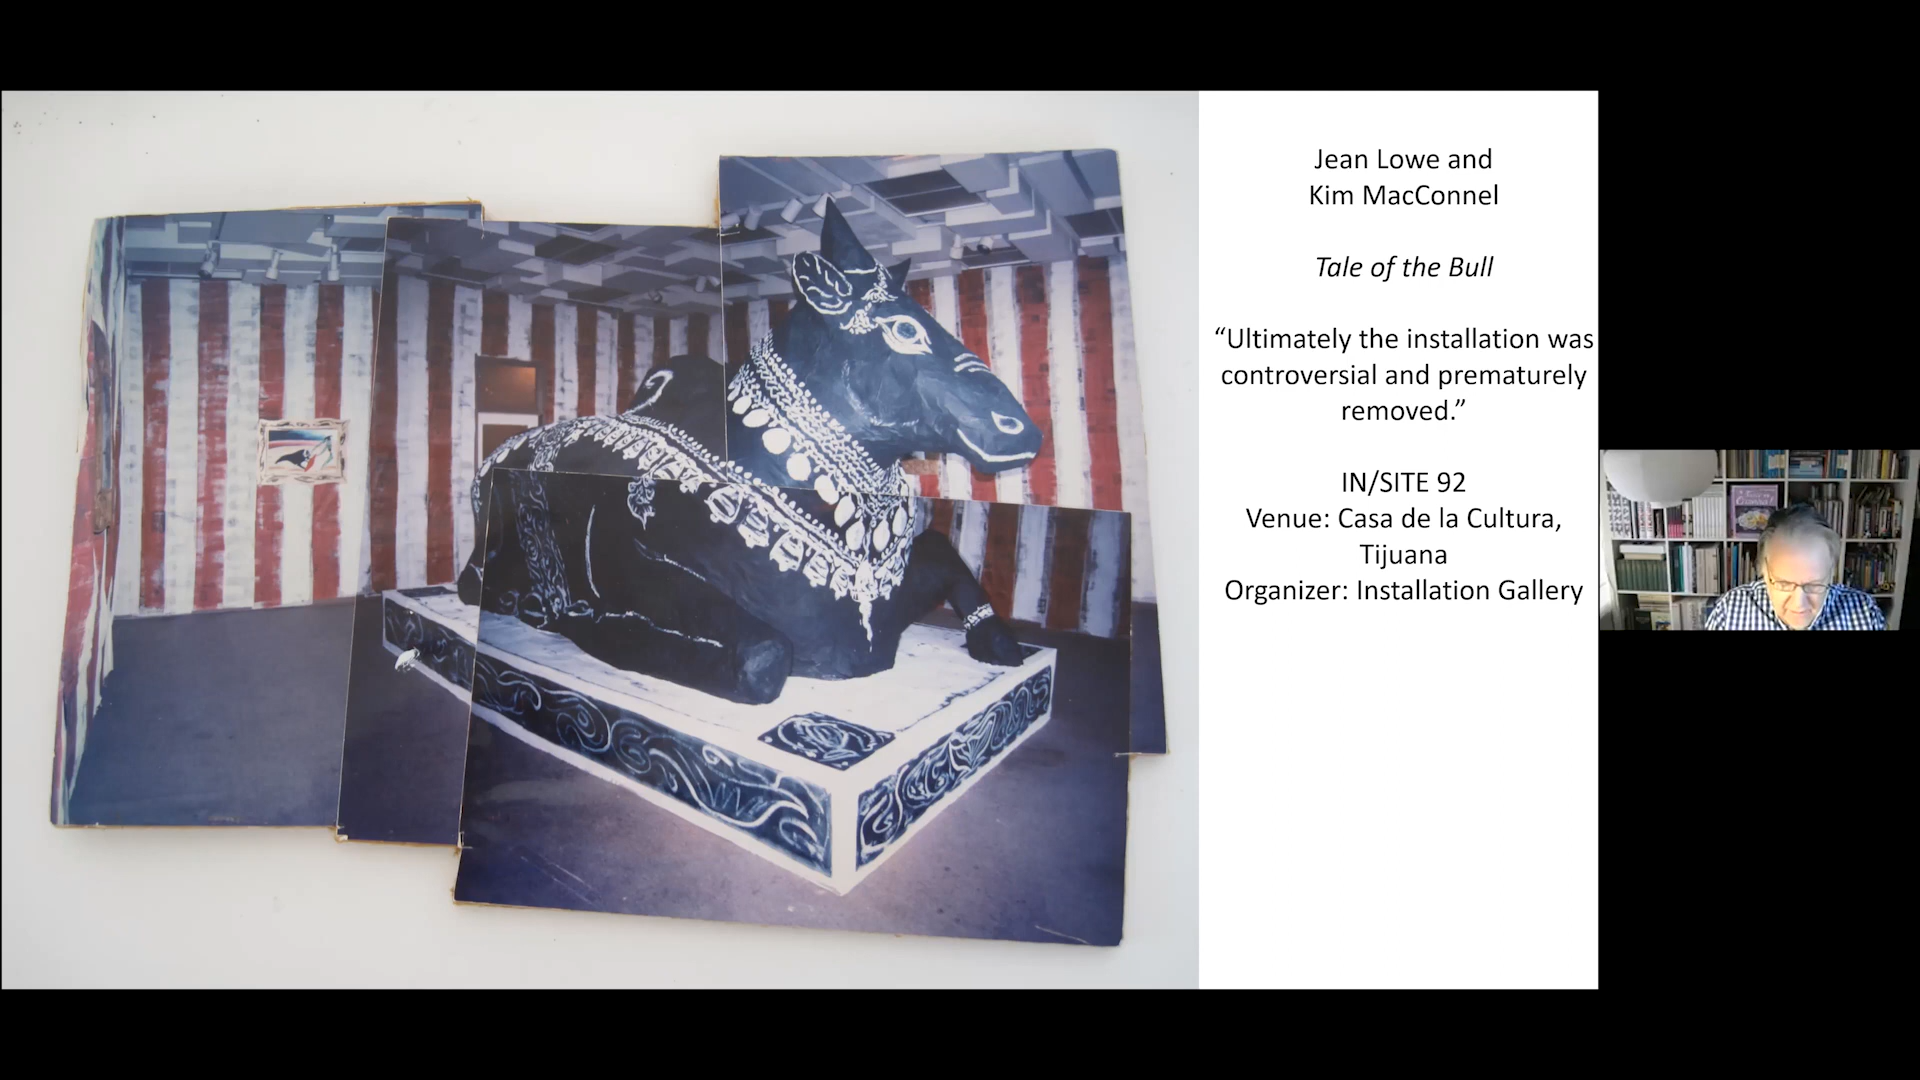 Jean Lowe and
Kim MacConnel
Tale of the Bull
“Ultimately the installation was
controversial and prematurely
removed.”
IN/SITE 92
Venue: Casa de la Cultura,
Tijuana
Organizer: Installation Gallery